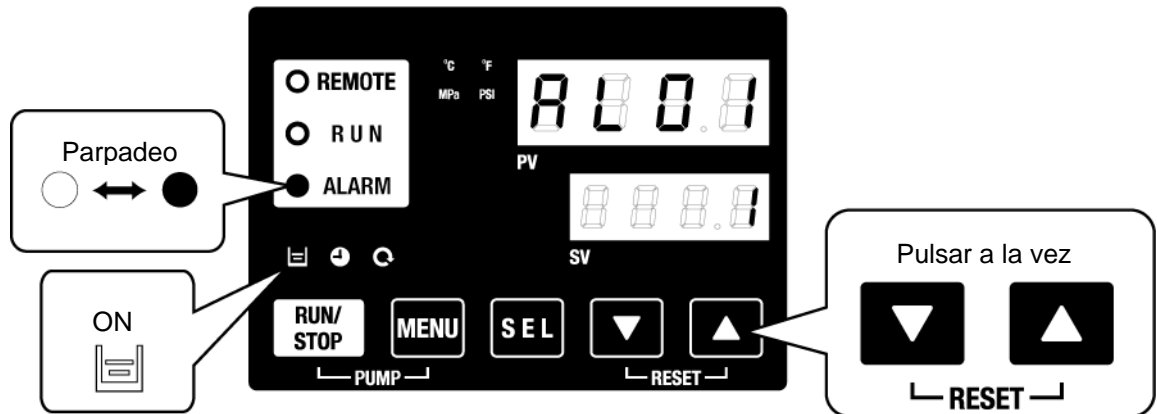 °C °F
REMOTE
MPa PSI
AL01
RUN
Parpadeo
PV
ALARM
1
SV
Pulsar a la vez
ON
RUN/
STOP
MENU
SEL
PUMP
RESET
RESET